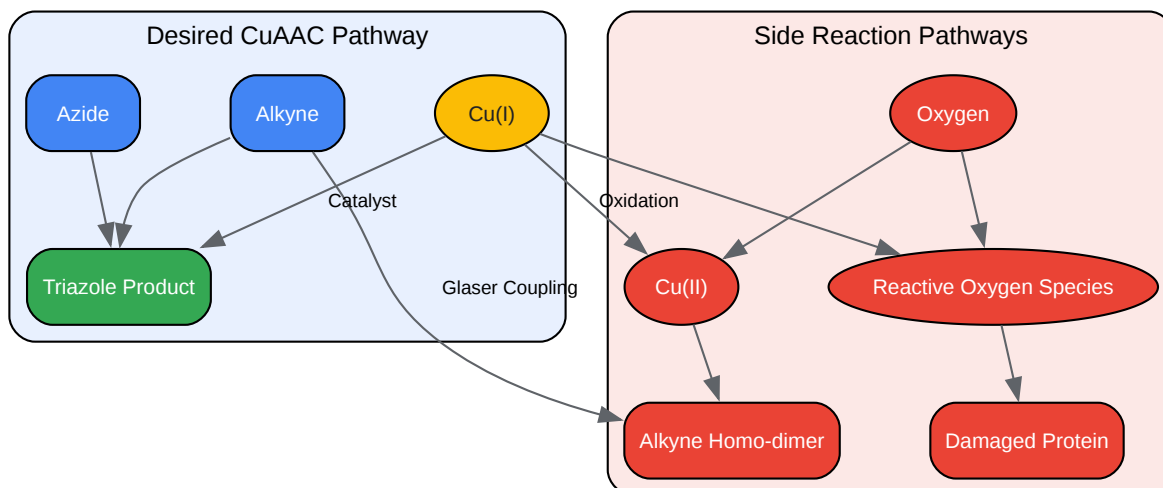 Desired CuAAC Pathway
Side Reaction Pathways
Azide
Alkyne
Cu(I)
Oxygen
Catalyst
Oxidation
Triazole Product
Glaser Coupling
Cu(II)
Reactive Oxygen Species
Alkyne Homo-dimer
Damaged Protein